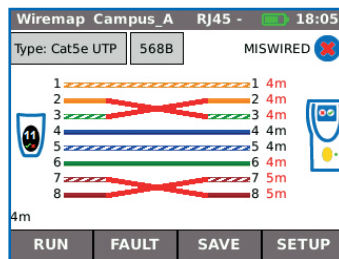 Wiremap Campus_A RJ45 - 18:05
Type: Cat5e UTP 568B MISWIRED
1 1 4m
2 2 4m
3 3 4m
11
4 4 4m
5 5 4m
6 6 4m
7 7 5m
8 8 5m
4m
RUN FAULT SAVE SETUP